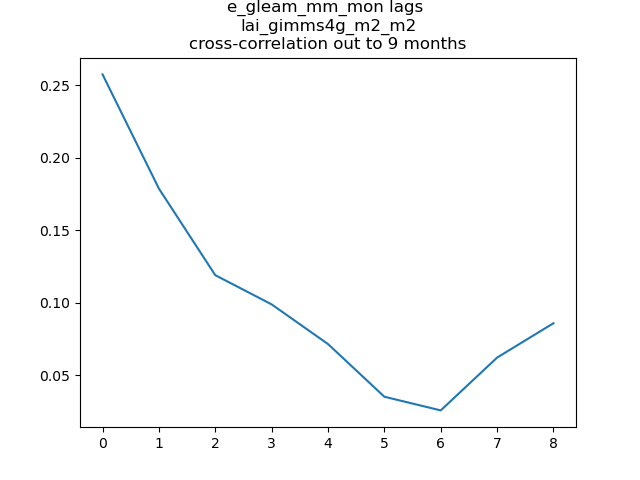 e_gleam_mm_mon lags
lai_gimms4g_m2_m2
cross-correlation out to 9 months
0.25
0.20
0.15
0.10
0.05
0 1 2 3 4 5 6 7 8